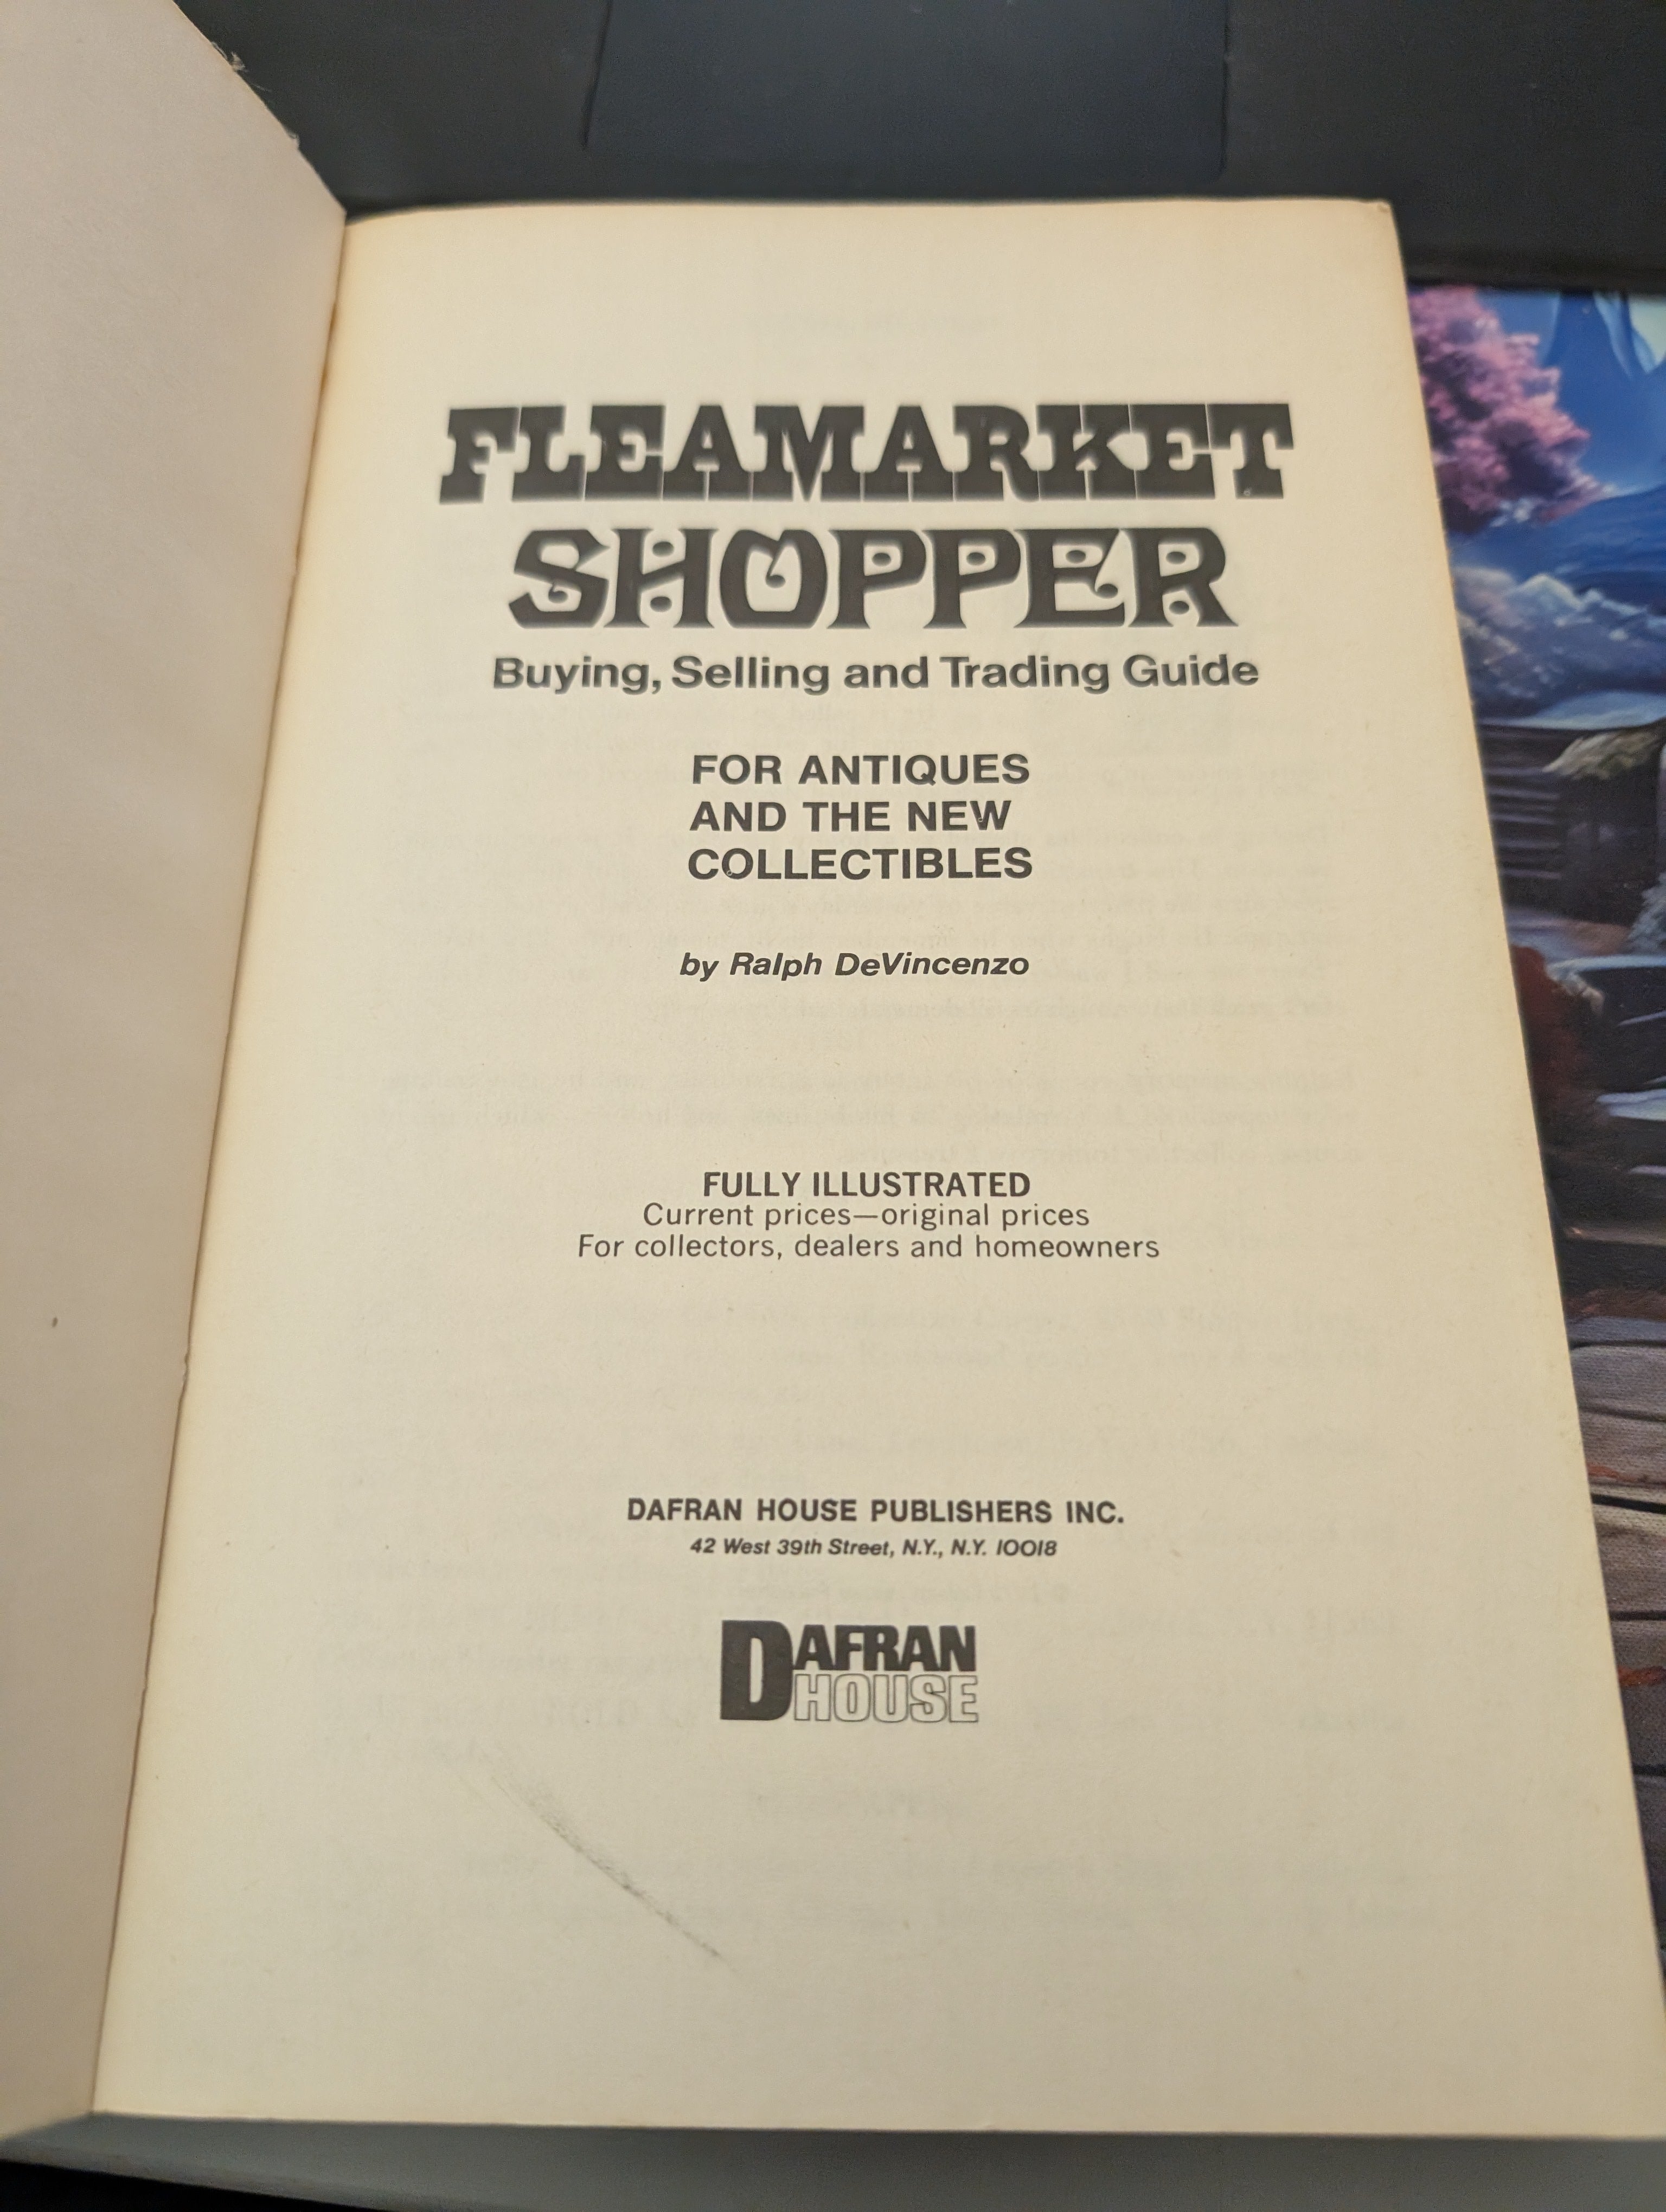 FLEAMARKET
SHOPPER
Buying, Selling and Trading Guide
FOR ANTIQUES
AND THE NEW
COLLECTIBLES
by Ralph DeVincenzo
FULLY ILLUSTRATED
Current prices—original prices
For collectors, dealers and homeowners
DAFRAN HOUSE PUBLISHERS INC.
42 West 39th Street, N.Y., N.Y. 10018
DAFRAN
HOUSE